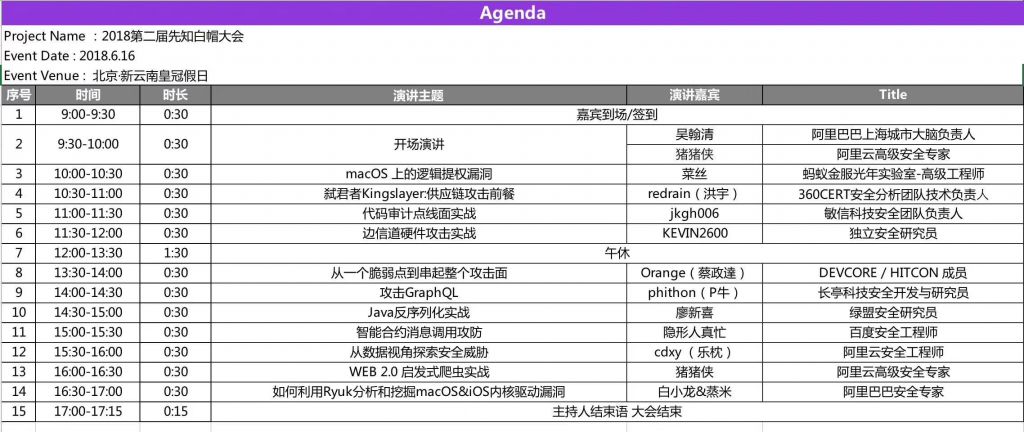 Agenda
Project Name ：2018第二届先知白帽大会
Event Date：2018.6.16
Event Venue： 北京·新云南皇冠假日
序号 时间 时长 演讲主题 演讲嘉宾 Title
1 9:00-9:30 0:30 嘉宾到场/签到
2 9:30-10:00 0:30 开场演讲 吴翰清 阿里巴巴上海城市大脑负责人
猪猪侠 阿里云高级安全专家
3 10:00-10:30 0:30 macOS 上的逻辑提权漏洞 菜丝 蚂蚁金服光年实验室-高级工程师
4 10:30-11:00 0:30 弑君者Kingslayer:供应链攻击前餐 redrain（洪宇） 360CERT安全分析团队技术负责人
5 11:00-11:30 0:30 代码审计点线面实战 jkgh006 敏信科技安全团队负责人
6 11:30-12:00 0:30 边信道硬件攻击实战 KEVIN2600 独立安全研究员
7 12:00-13:30 1:30 午休
8 13:30-14:00 0:30 从一个脆弱点到串起整个攻击面 Orange（蔡政達） DEVCORE / HITCON 成员
9 14:00-14:30 0:30 攻击GraphQL phithon（P牛） 长亭科技安全开发与研究员
10 14:30-15:00 0:30 Java反序列化实战 廖新喜 绿盟安全研究员
11 15:00-15:30 0:30 智能合约消息调用攻防 隐形人真忙 百度安全工程师
12 15:30-16:00 0:30 从数据视角探索安全威胁 cdxy（乐枕） 阿里云安全工程师
13 16:00-16:30 0:30 WEB 2.0 启发式爬虫实战 猪猪侠 阿里云高级安全专家
14 16:30-17:00 0:30 如何利用Ryuk分析和挖掘macOS&iOS内核驱动漏洞 白小龙&蒸米 阿里巴巴安全专家
15 17:00-17:15 0:15 主持人结束语 大会结束